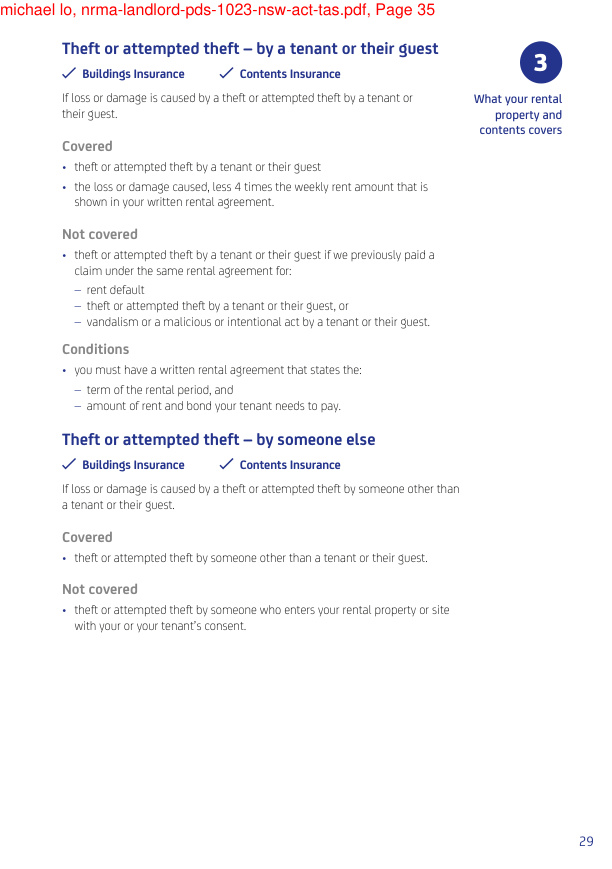 michael lo, nrma-landlord-pds-1023-nsw-act-tas.pdf, Page 35
Theft or attempted theft – by a tenant or their guest
✓ Buildings Insurance ✓ Contents Insurance
If loss or damage is caused by a theft or attempted theft by a tenant or
their guest.
Covered
• theft or attempted theft by a tenant or their guest
• the loss or damage caused, less 4 times the weekly rent amount that is
shown in your written rental agreement.
Not covered
• theft or attempted theft by a tenant or their guest if we previously paid a
claim under the same rental agreement for:
– rent default
– theft or attempted theft by a tenant or their guest, or
– vandalism or a malicious or intentional act by a tenant or their guest.
Conditions
• you must have a written rental agreement that states the:
– term of the rental period, and
– amount of rent and bond your tenant needs to pay.
Theft or attempted theft – by someone else
✓ Buildings Insurance ✓ Contents Insurance
If loss or damage is caused by a theft or attempted theft by someone other than
a tenant or their guest.
Covered
• theft or attempted theft by someone other than a tenant or their guest.
Not covered
• theft or attempted theft by someone who enters your rental property or site
with your or your tenant's consent.
3
What your rental
property and
contents covers
29